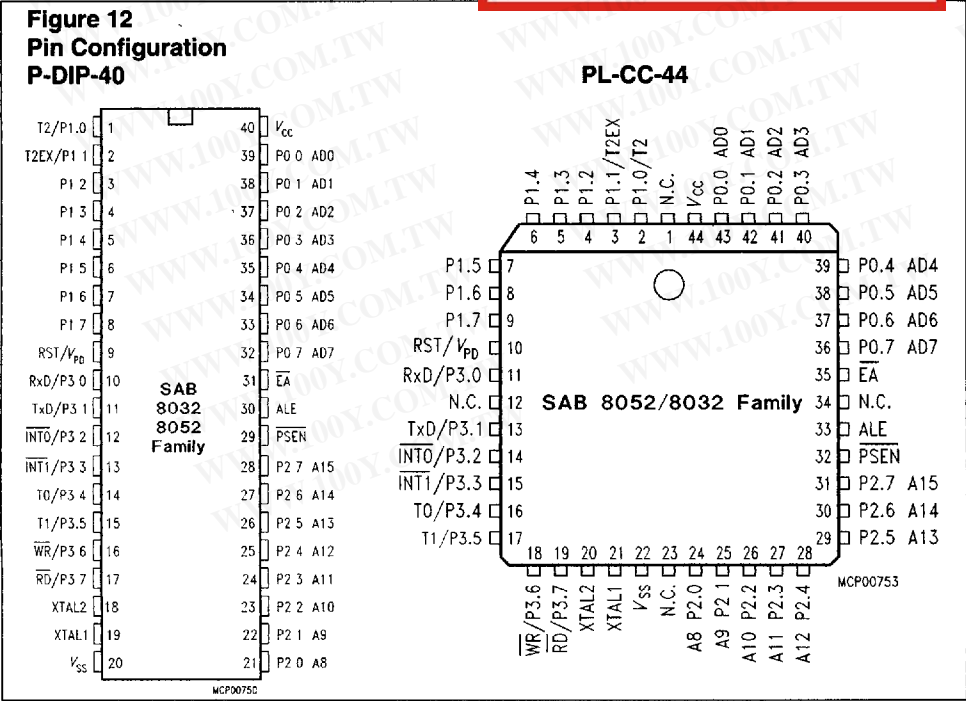 Figure 12
Pin Configuration
P-DIP-40
T2/P1.0 1
T2EX/P1 1 2
P1 2 3
P1 3 4
P1 4 5
P1 5 6
P1 6 7
P1 7 8
RST/VPD 9
RxD/P3 0 10
TxD/P3 1 11
INT0/P3 2 12
INT1/P3 3 13
T0/P3 4 14
T1/P3.5 15
WR/P3 6 16
RD/P3 7 17
XTAL2 18
XTAL1 19
VSS 20
SAB
8032
8052
Family
40 VCC
39 P0 0 AD0
38 P0 1 AD1
37 P0 2 AD2
36 P0 3 AD3
35 P0 4 AD4
34 P0 5 AD5
33 P0 6 AD6
32 P0 7 AD7
31 EA
30 ALE
29 PSEN
28 P2 7 A15
27 P2 6 A14
26 P2 5 A13
25 P2 4 A12
24 P2 3 A11
23 P2 2 A10
22 P2 1 A9
21 P2 0 A8
MCP00750
PL-CC-44
P1.4 6
P1.3 5
P1.2 4
P1.1/T2EX 3
P1.0/T2 2
N.C. 1
VCC 44
P0.0 AD0 43
P0.1 AD1 42
P0.2 AD2 41
P0.3 AD3 40
P1.5 7
P1.6 8
P1.7 9
RST/VPD 10
RxD/P3.0 11
N.C. 12
TxD/P3.1 13
INT0/P3.2 14
INT1/P3.3 15
T0/P3.4 16
T1/P3.5 17
SAB 8052/8032 Family
39 P0.4 AD4
38 P0.5 AD5
37 P0.6 AD6
36 P0.7 AD7
35 EA
34 N.C.
33 ALE
32 PSEN
31 P2.7 A15
30 P2.6 A14
29 P2.5 A13
18 WR/P3.6
19 RD/P3.7
20 XTAL2
21 XTAL1
22 VSS
23 N.C.
24 A8 P2.0
25 A9 P2 1
26 A10 P2.2
27 A11 P2.3
28 A12 P2.4
MCP00753
WWW.100Y.COM.TW